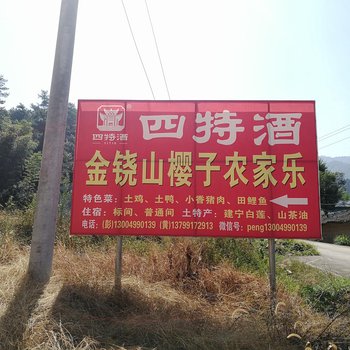 四特酒
四特酒
金铙山樱子农家乐
特色菜：土鸡、土鸭、小香猪肉、田鲤鱼
住宿：标间、普通间 土特产：建宁白莲、山茶油
电话：(彭)13004990139 (黄)13799172913 微信号：peng13004990139